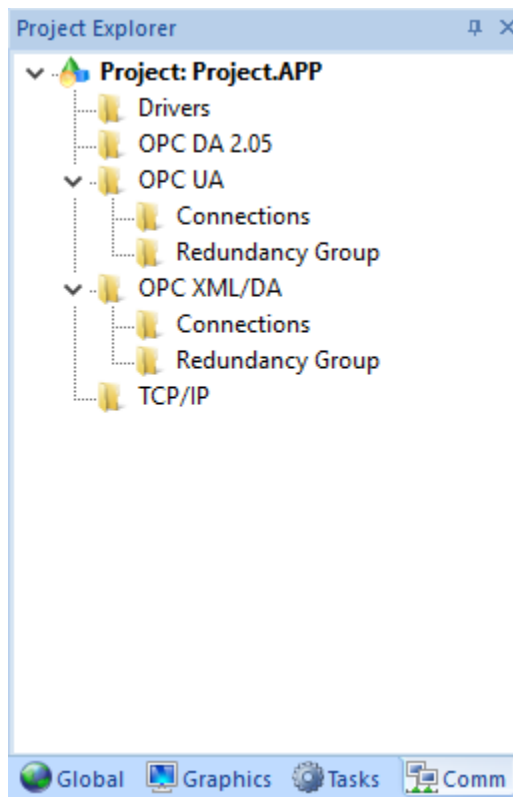 Project Explorer
Project: Project.APP
Drivers
OPC DA 2.05
OPC UA
Connections
Redundancy Group
OPC XML/DA
Connections
Redundancy Group
TCP/IP
Global Graphics Tasks Comm